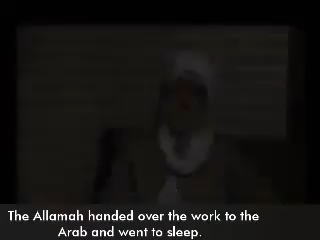 The Allamah handed over the work to the
Arab and went to sleep.